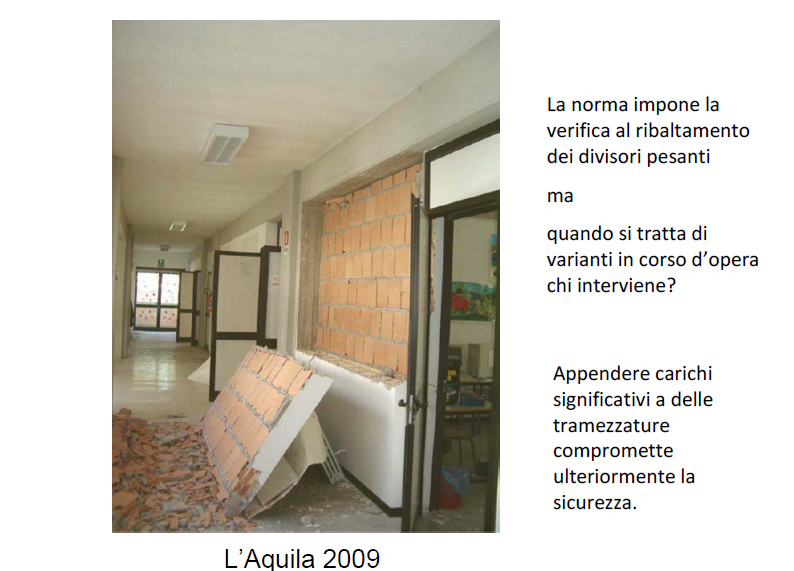 La norma impone la
verifica al ribaltamento
dei divisori pesanti
ma
quando si tratta di
varianti in corso d’opera
chi interviene?
Appendere carichi
significativi a delle
tramezzature
compromette
ulteriormente la
sicurezza.
L’Aquila 2009